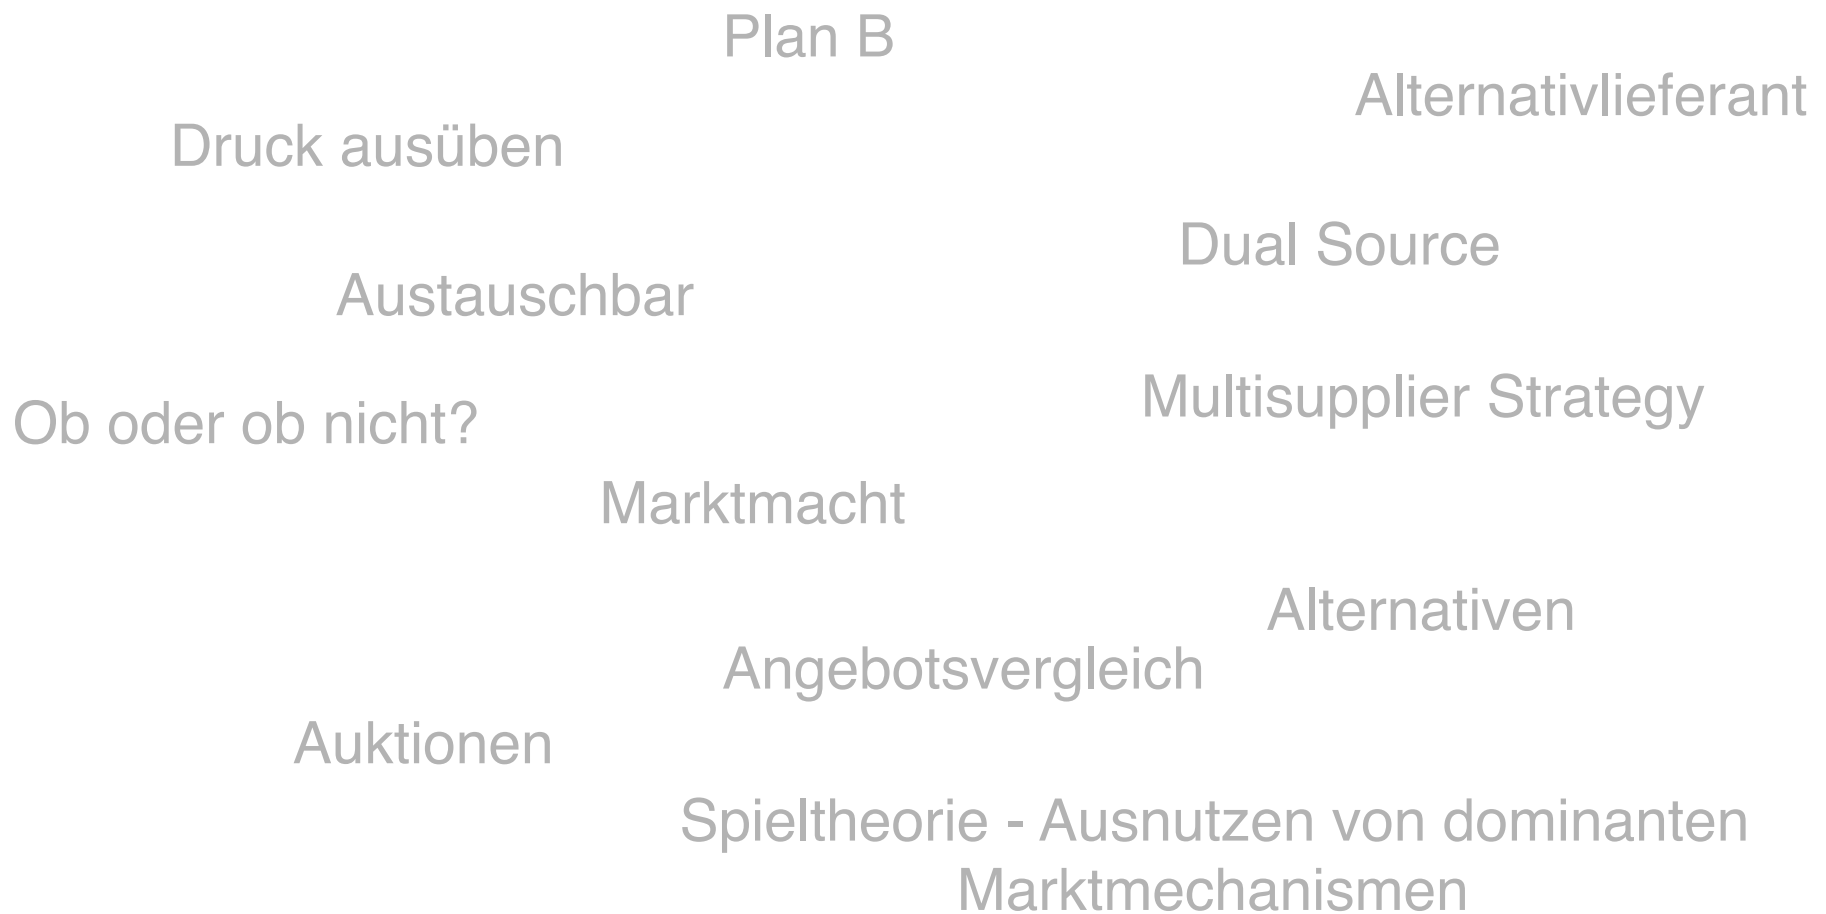 Plan B
Alternativlieferant
Druck ausüben
Dual Source
Austauschbar
Multisupplier Strategy
Ob oder ob nicht?
Marktmacht
Alternativen
Angebotsvergleich
Auktionen
Spieltheorie - Ausnutzen von dominanten
Marktmechanismen